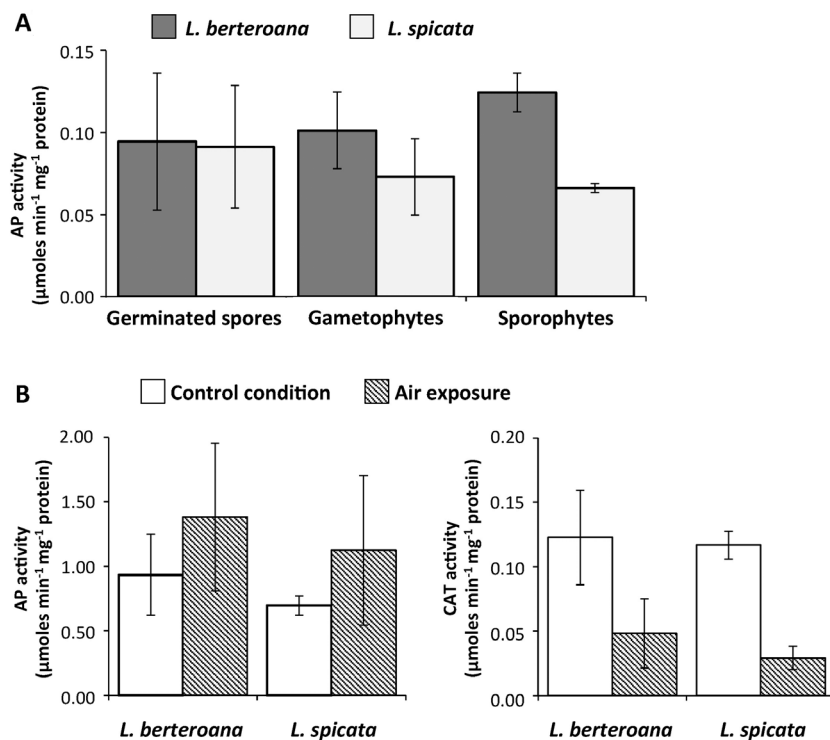 A
L. berteroana L. spicata
AP activity
(µmoles min-1 mg-1 protein)
0.15
0.10
0.05
0.00
Germinated spores Gametophytes Sporophytes
B
Control condition Air exposure
AP activity
(µmoles min-1 mg-1 protein)
2.00
1.50
1.00
0.50
0.00
L. berteroana L. spicata
CAT activity
(µmoles min-1 mg-1 protein)
0.20
0.15
0.10
0.05
0.00
L. berteroana L. spicata